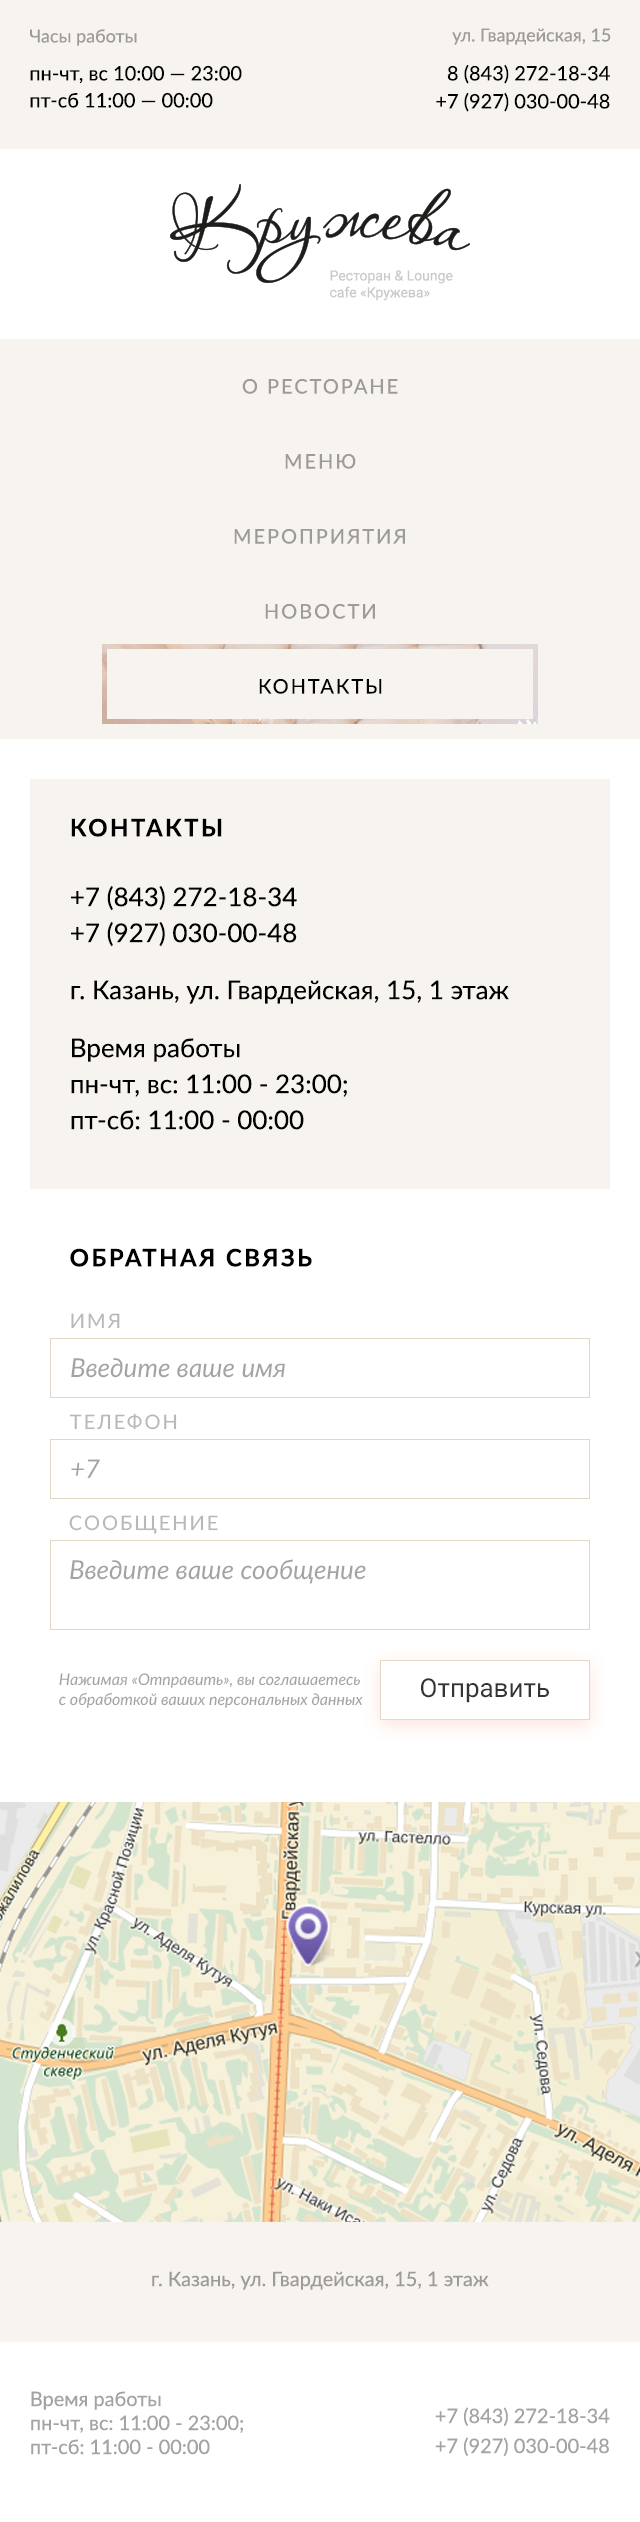 Часы работы
ул. Гвардейская, 15
пн-чт, вс 10:00 — 23:00
8 (843) 272-18-34
пт-сб 11:00 — 00:00
+7 (927) 030-00-48
Кружева
Ресторан & Lounge
cafe «Кружева»
О РЕСТОРАНЕ
МЕНЮ
МЕРОПРИЯТИЯ
НОВОСТИ
КОНТАКТЫ
КОНТАКТЫ
+7 (843) 272-18-34
+7 (927) 030-00-48
г. Казань, ул. Гвардейская, 15, 1 этаж
Время работы
пн-чт, вс: 11:00 - 23:00;
пт-сб: 11:00 - 00:00
ОБРАТНАЯ СВЯЗЬ
ИМЯ
Введите ваше имя
ТЕЛЕФОН
+7
СООБЩЕНИЕ
Введите ваше сообщение
Нажимая «Отправить», вы соглашаетесь
с обработкой ваших персональных данных
Отправить
жалилова
ул. Красной Позиции
Гвардейская у
ул. Гастелло
Курская ул.
ул. Аделя Кутуя
ул. Аделя Кутуя
Студенческий
сквер
ул. Седова
ул. Аделя К
ул. Седова
ул. Наки Иса
г. Казань, ул. Гвардейская, 15, 1 этаж
Время работы
пн-чт, вс: 11:00 - 23:00;
пт-сб: 11:00 - 00:00
+7 (843) 272-18-34
+7 (927) 030-00-48